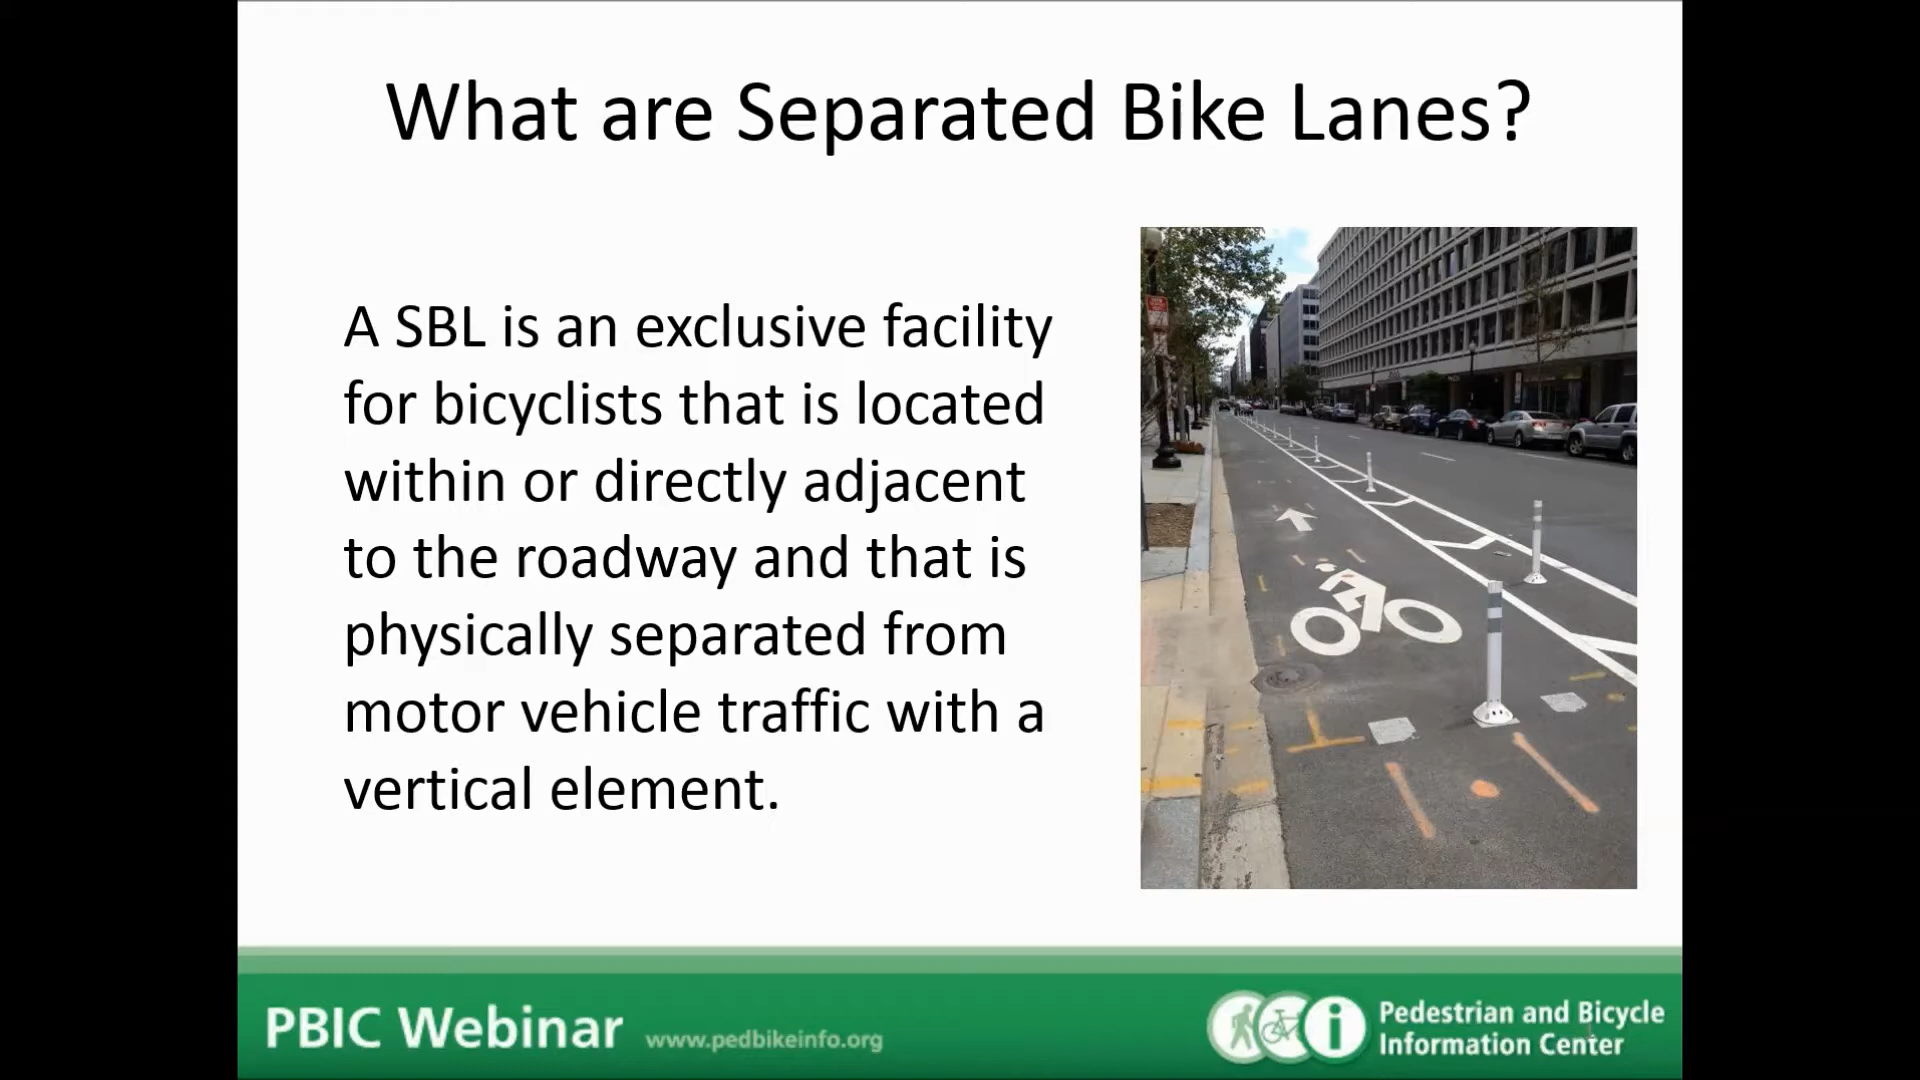 What are Separated Bike Lanes?
A SBL is an exclusive facility
for bicyclists that is located
within or directly adjacent
to the roadway and that is
physically separated from
motor vehicle traffic with a
vertical element.
PBIC Webinar
www.pedbikeinfo.org
Pedestrian and Bicycle
Information Center